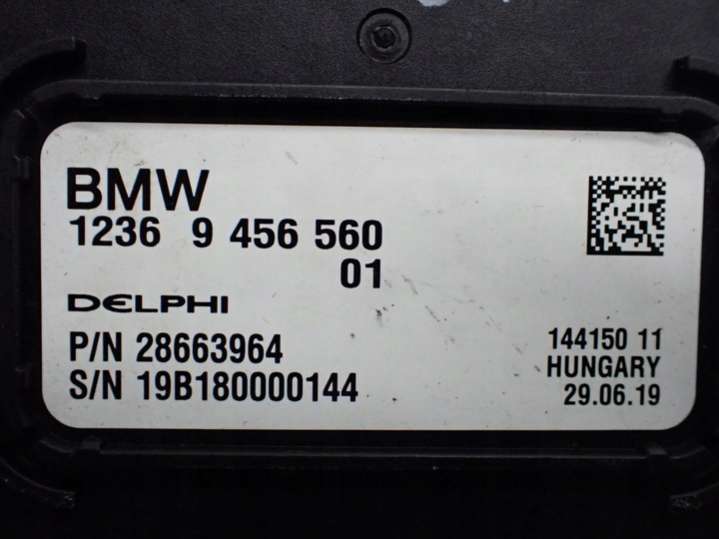 BMW
1236 9 456 560
01
DELPHI
P/N 28663964
S/N 19B180000144
144150 11
HUNGARY
29.06.19